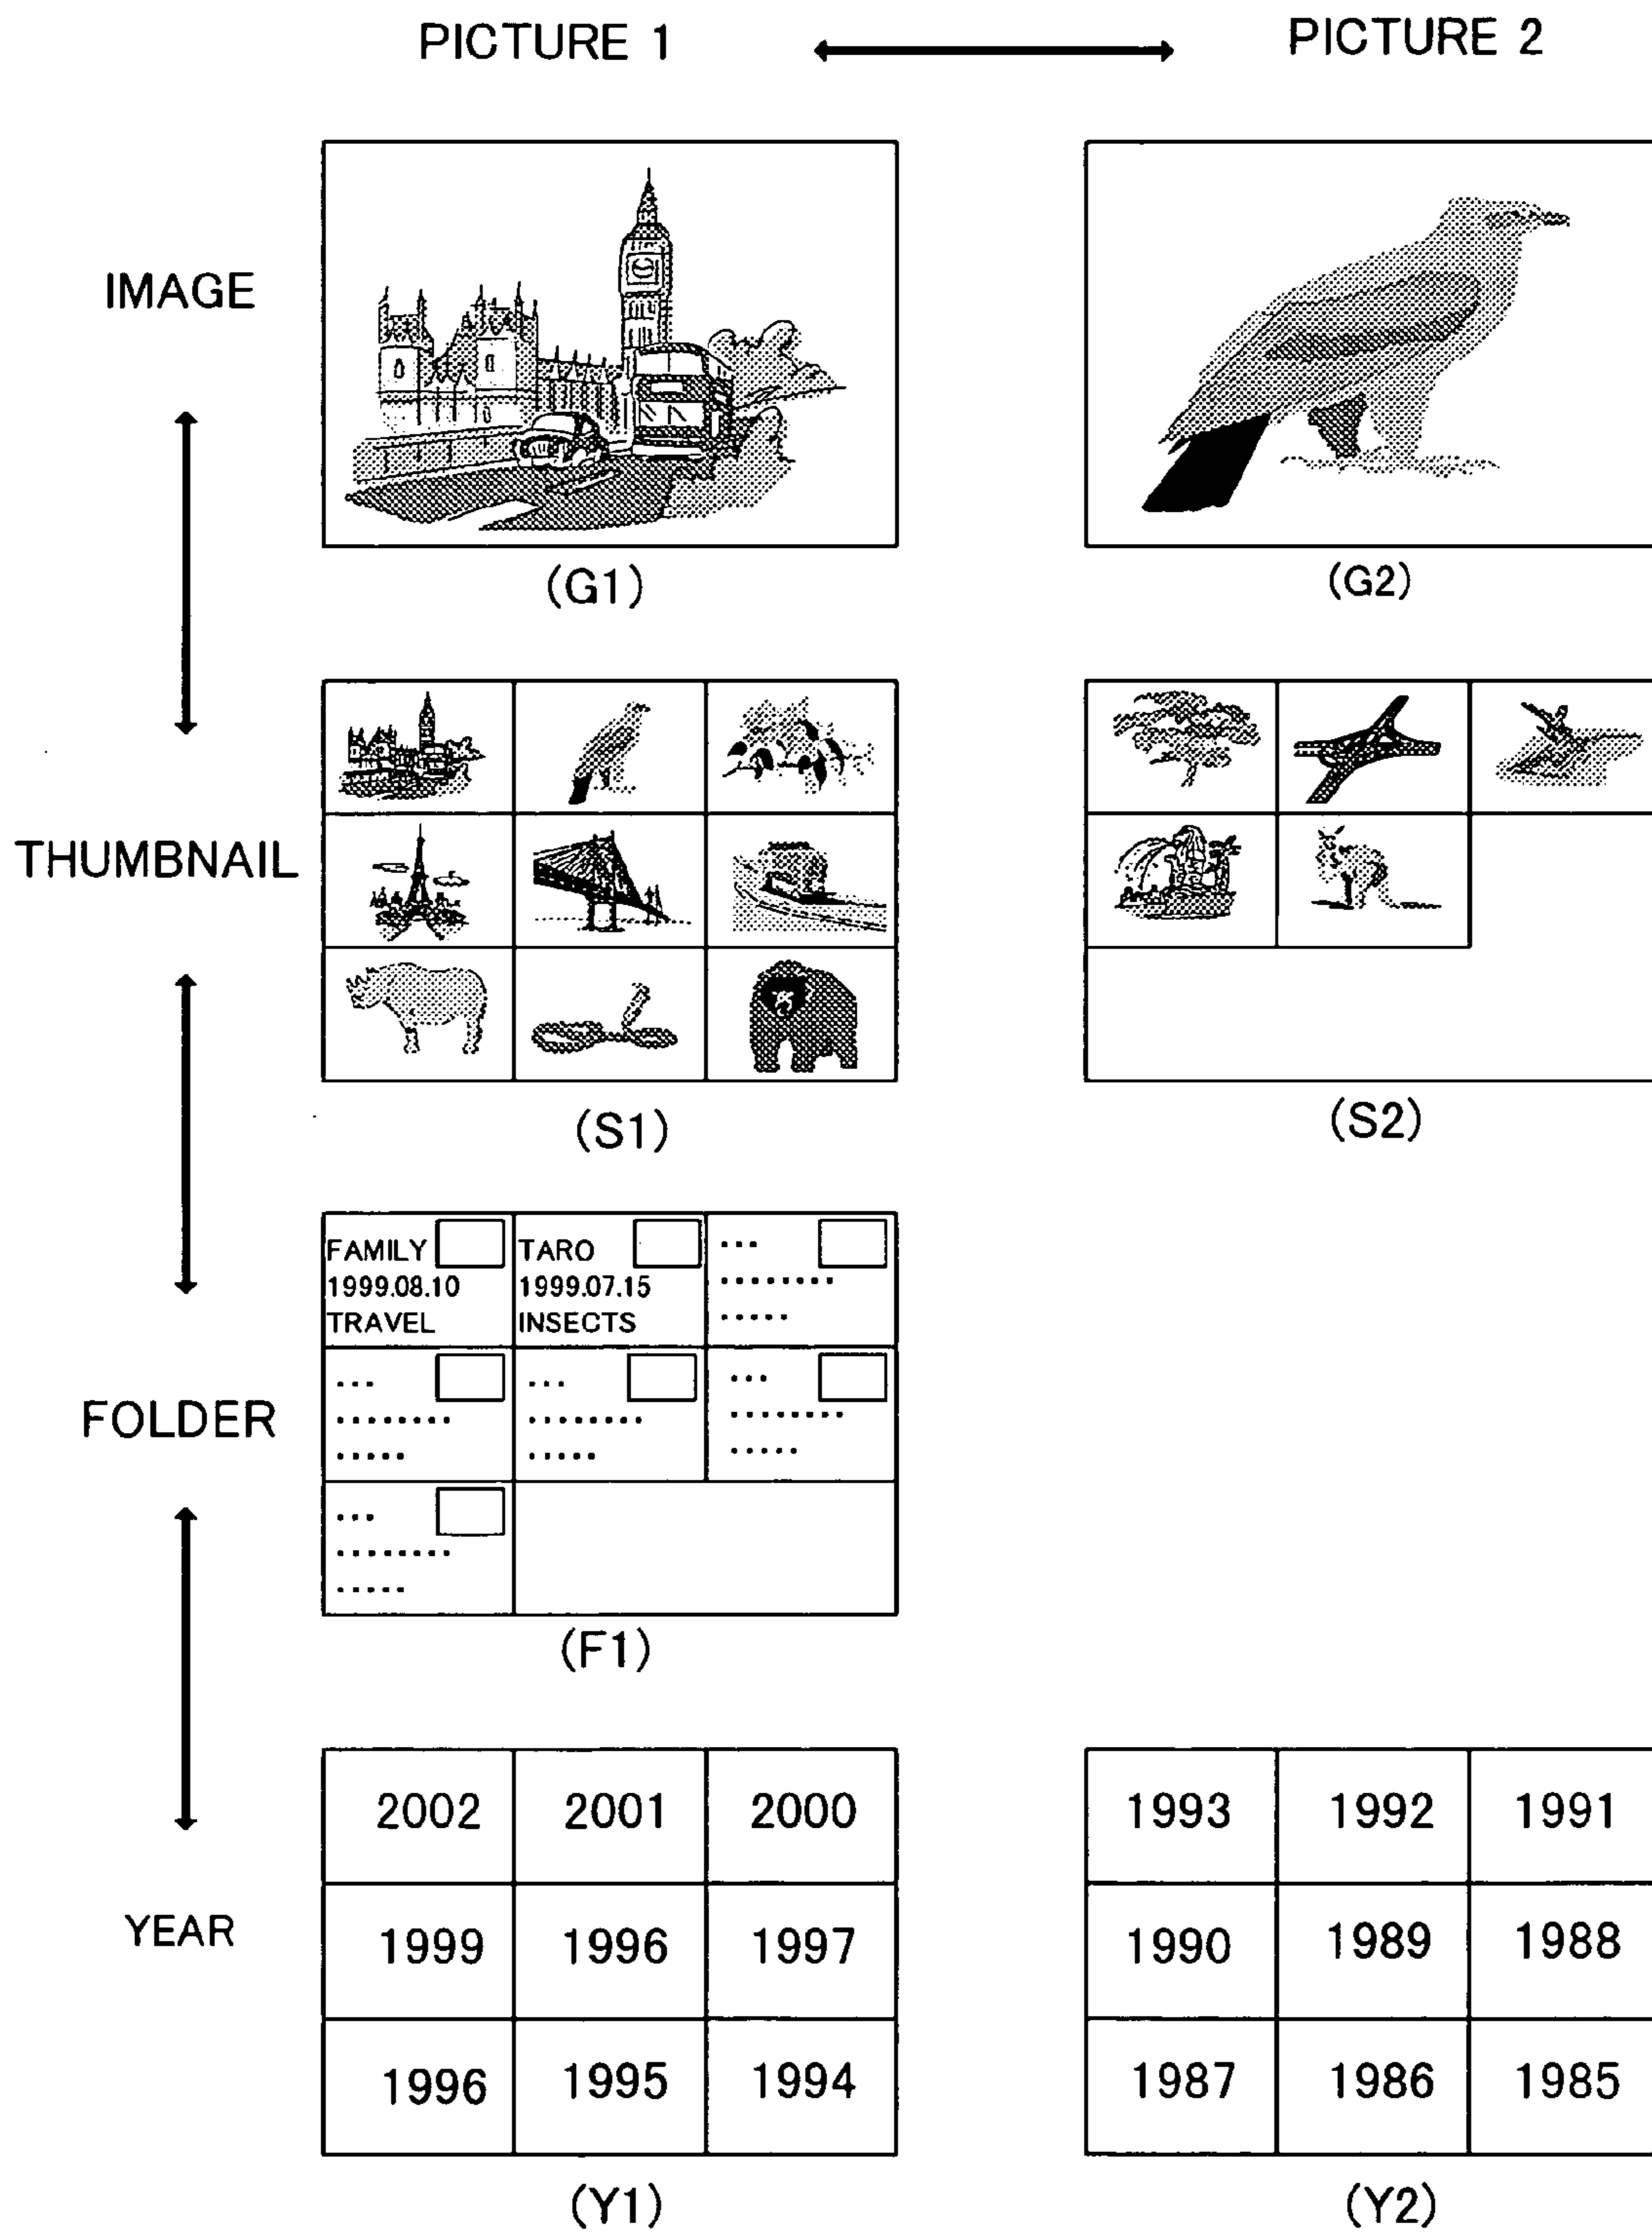 PICTURE 1 PICTURE 2
IMAGE
(G1) (G2)
THUMBNAIL
(S1) (S2)
FAMILY TARO ...
1999.08.10 1999.07.15 ........
TRAVEL INSECTS .....
... ... ...
........ ........ ........
..... ..... .....
FOLDER
...
........
.....
(F1)
2002 2001 2000 1993 1992 1991
YEAR
1999 1996 1997 1990 1989 1988
1996 1995 1994 1987 1986 1985
(Y1) (Y2)